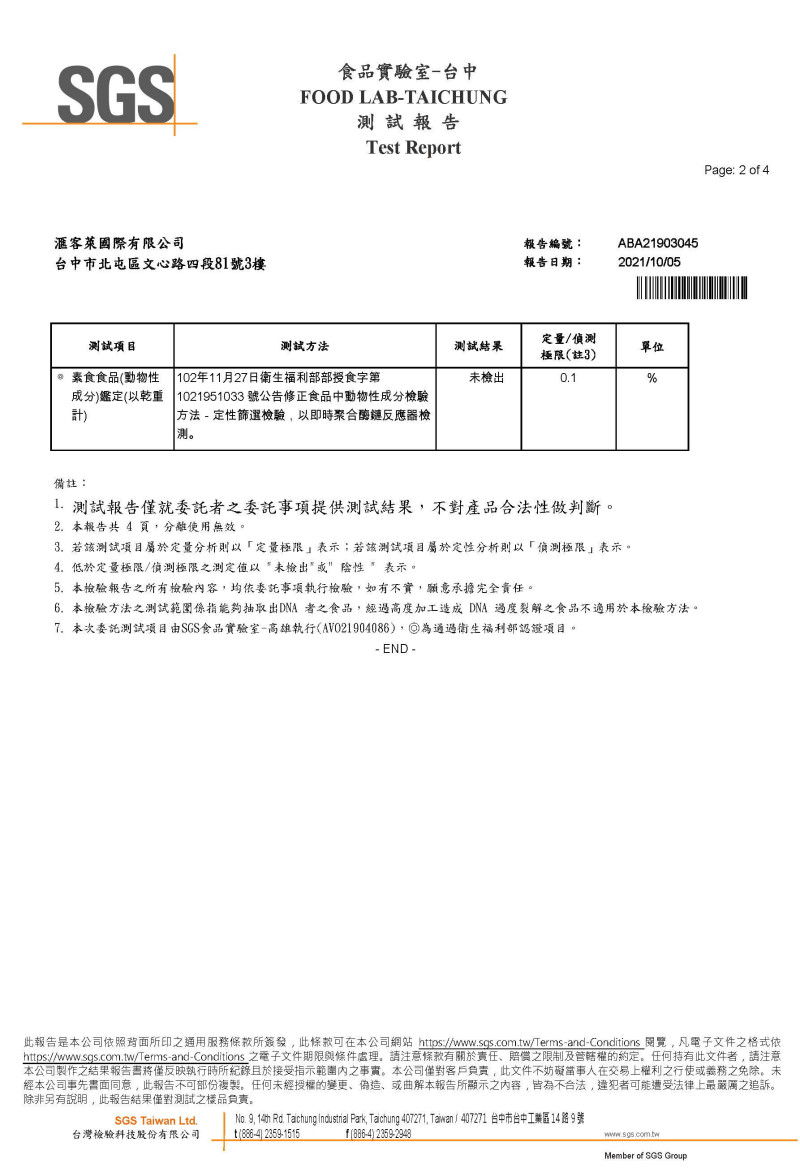 SGS
食品實驗室-台中
FOOD LAB-TAICHUNG
測 試 報 告
Test Report
Page: 2 of 4
滙客萊國際有限公司
台中市北屯區文心路四段81號3樓
報告編號： ABA21903045
報告日期： 2021/10/05
測試項目 測試方法 測試結果 定量/偵測極限(註3) 單位
◎ 素食食品(動物性 102年11月27日衛生福利部部授食字第 未檢出 0.1 %
成分)鑑定(以乾重 1021951033 號公告修正食品中動物性成分檢驗
計) 方法－定性篩選檢驗，以即時聚合酶鏈反應器檢
測。
備註：
1. 測試報告僅就委託者之委託事項提供測試結果，不對產品合法性做判斷。
2. 本報告共 4 頁，分離使用無效。
3. 若該測試項目屬於定量分析則以「定量極限」表示；若該測試項目屬於定性分析則以「偵測極限」表示。
4. 低於定量極限/偵測極限之測定值以 "未檢出"或" 陰性 " 表示。
5. 本檢驗報告之所有檢驗內容，均依委託事項執行檢驗，如有不實，願意承擔完全責任。
6. 本檢驗方法之測試範圍係指能夠抽取出DNA 者之食品，經過高度加工造成 DNA 過度裂解之食品不適用於本檢驗方法。
7. 本次委託測試項目由SGS食品實驗室-高雄執行(AVO21904086)，◎為通過衛生福利部認證項目。
- END -
此報告是本公司依照背面所印之通用服務條款所簽發，此條款可在本公司網站 https://www.sgs.com.tw/Terms-and-Conditions 閱覽，凡電子文件之格式依
https://www.sgs.com.tw/Terms-and-Conditions 之電子文件期限與條件處理。請注意條款有關於責任、賠償之限制及管轄權的約定。任何持有此文件者，請注意
本公司製作之結果報告書將僅反映執行時所紀錄且於接受指示範圍內之事實。本公司僅對客戶負責，此文件不妨礙當事人在交易上權利之行使或義務之免除。未
經本公司事先書面同意，此報告不可部份複製。任何未經授權的變更、偽造、或曲解本報告所顯示之內容，皆為不合法，違犯者可能遭受法律上最嚴厲之追訴。
除非另有說明，此報告結果僅對測試之樣品負責。
SGS Taiwan Ltd. No. 9, 14th Rd. Taichung Industrial Park, Taichung 407271, Taiwan / 407271 台中市台中工業區 14 路 9 號
台灣檢驗科技股份有限公司 t (886-4) 2359-1515 f (886-4) 2359-2948 www.sgs.com.tw
Member of SGS Group